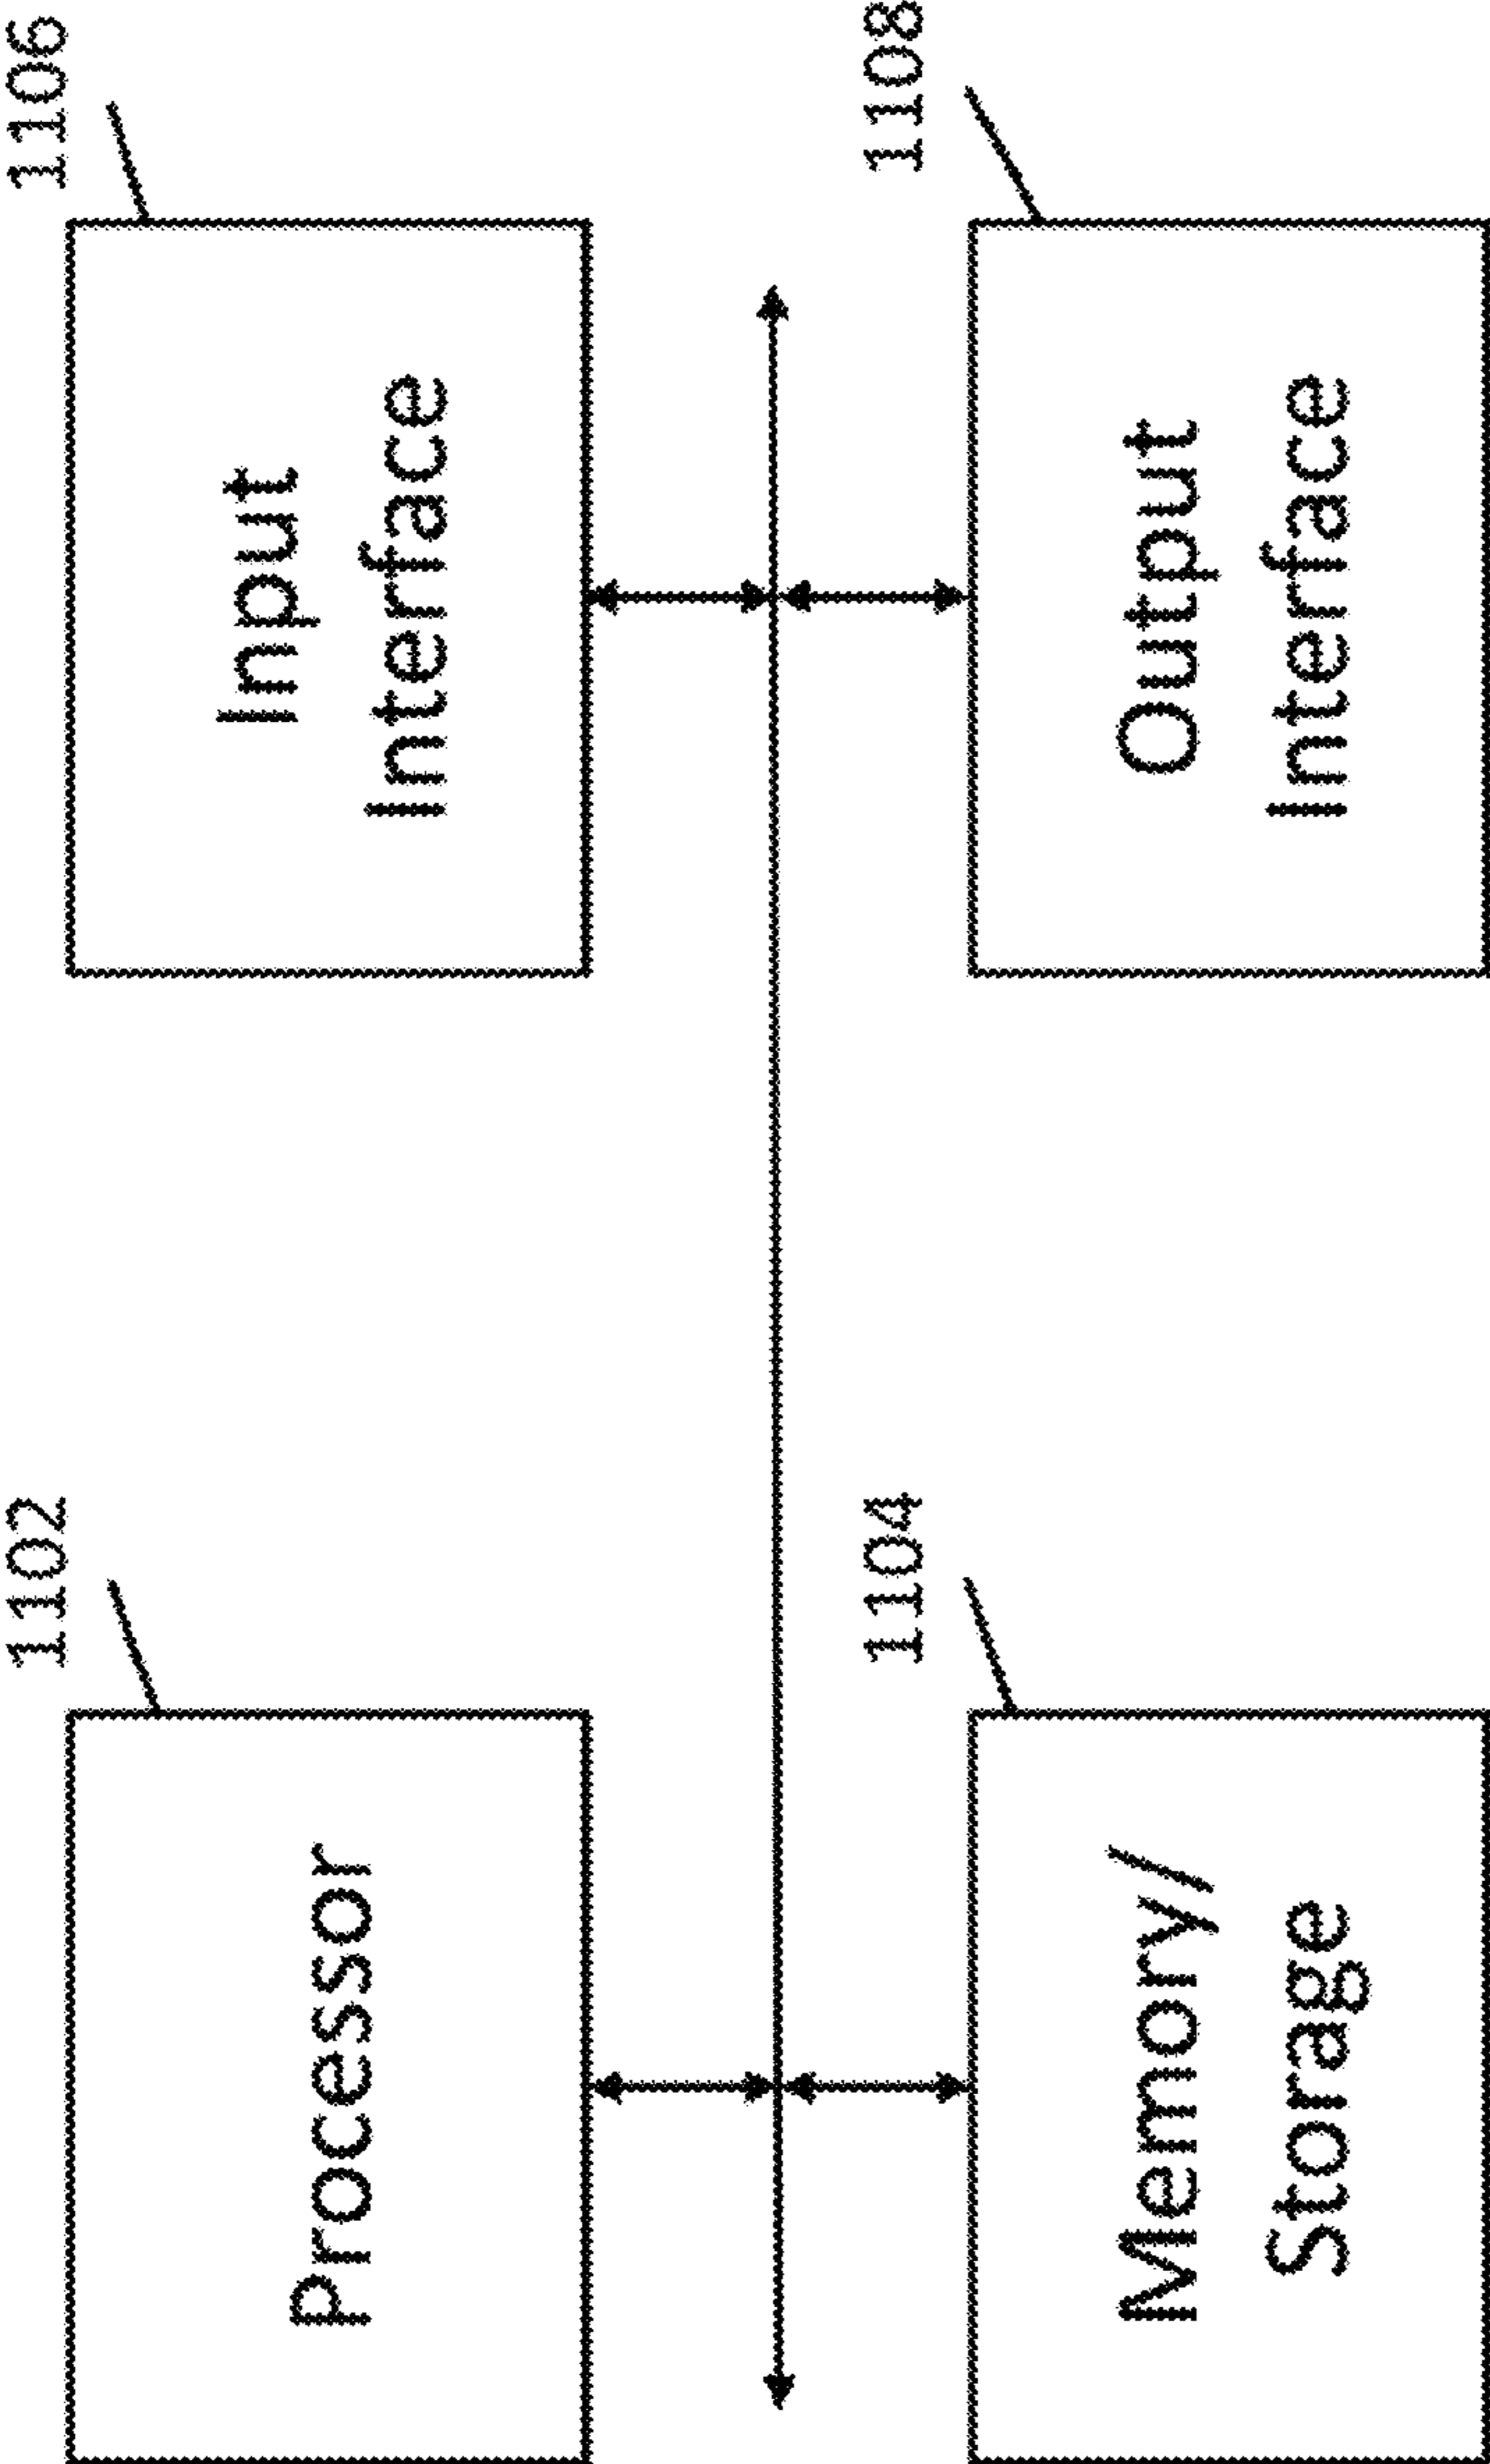 1102
Processor
1106
Input
Interface
1104
Memory/
Storage
1108
Output
Interface